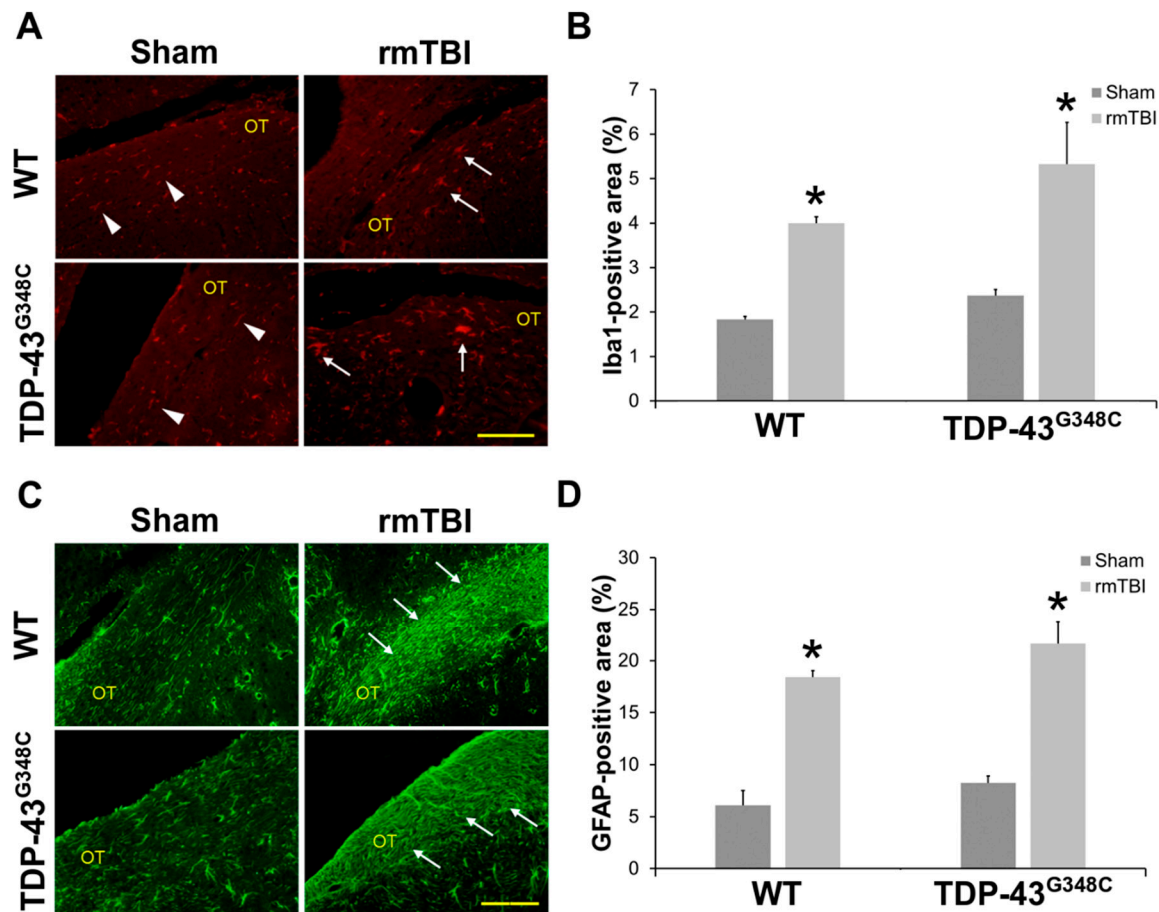 A
Sham
rmTBI
WT
OT
OT
TDP-43G348C
OT
OT
B
Iba1-positive area (%)
7
6
5
4
3
2
1
0
Sham
rmTBI
*
*
WT
TDP-43G348C
C
Sham
rmTBI
WT
OT
OT
TDP-43G348C
OT
OT
D
GFAP-positive area (%)
30
25
20
15
10
5
0
Sham
rmTBI
*
*
WT
TDP-43G348C